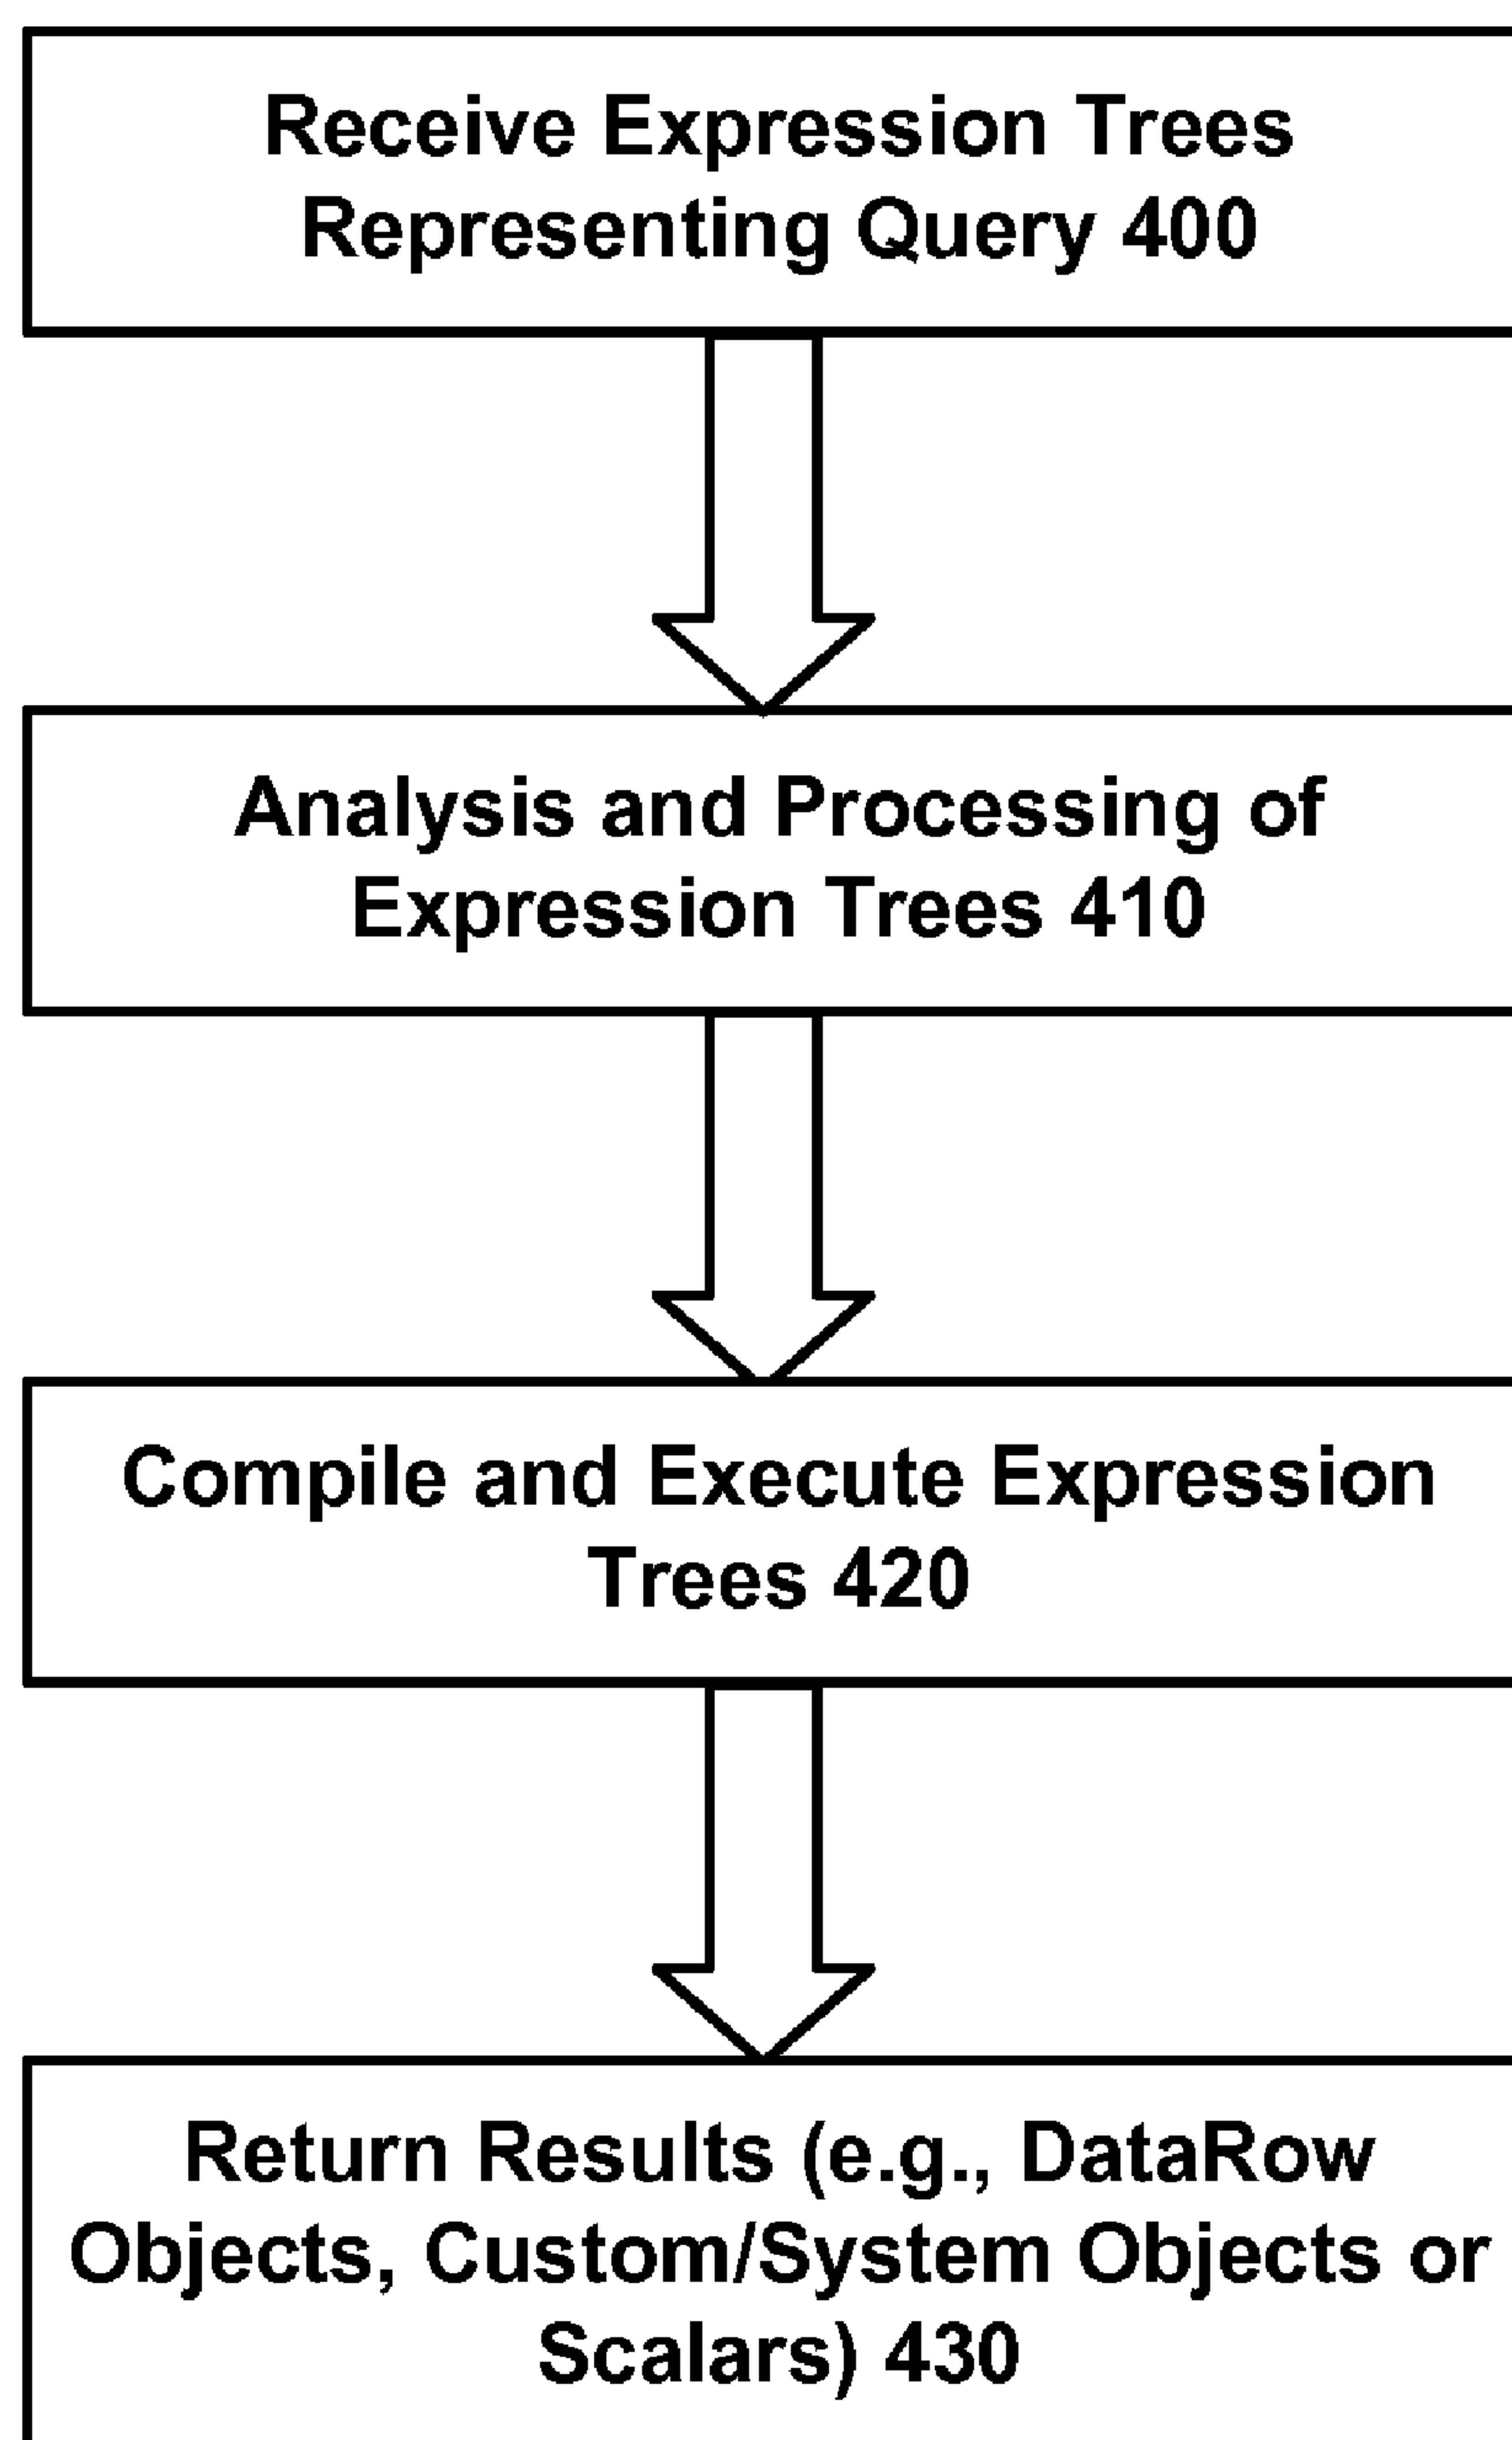 Receive Expression Trees
Representing Query 400
Analysis and Processing of
Expression Trees 410
Compile and Execute Expression
Trees 420
Return Results (e.g., DataRow
Objects, Custom/System Objects or
Scalars) 430